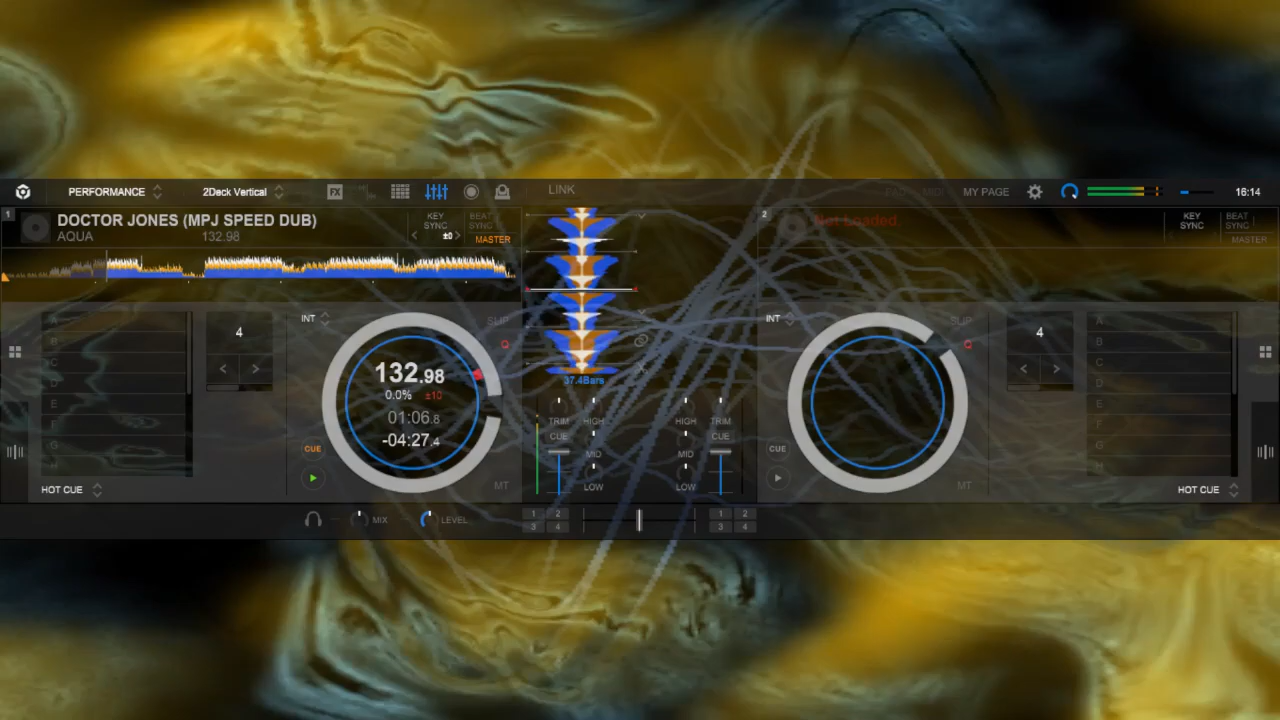 PERFORMANCE 2Deck Vertical FX LINK PAD MIDI MY PAGE 16:14
1 DOCTOR JONES (MPJ SPEED DUB) KEY SYNC BEAT SYNC
AQUA 132.98 ±0 MASTER
2 Not Loaded. KEY SYNC BEAT SYNC
MASTER
INT SLIP
4
A
B
C
D
E
F
G
H
HOT CUE
132.98
0.0% ±10
01:06.8
-04:27.4
CUE
MT
37.4Bars
TRIM HIGH HIGH TRIM
CUE CUE
MID MID
LOW LOW
INT SLIP
CUE
MT
4
A
B
C
D
E
F
G
H
HOT CUE
MIX LEVEL
1 2 1 2
3 4 3 4